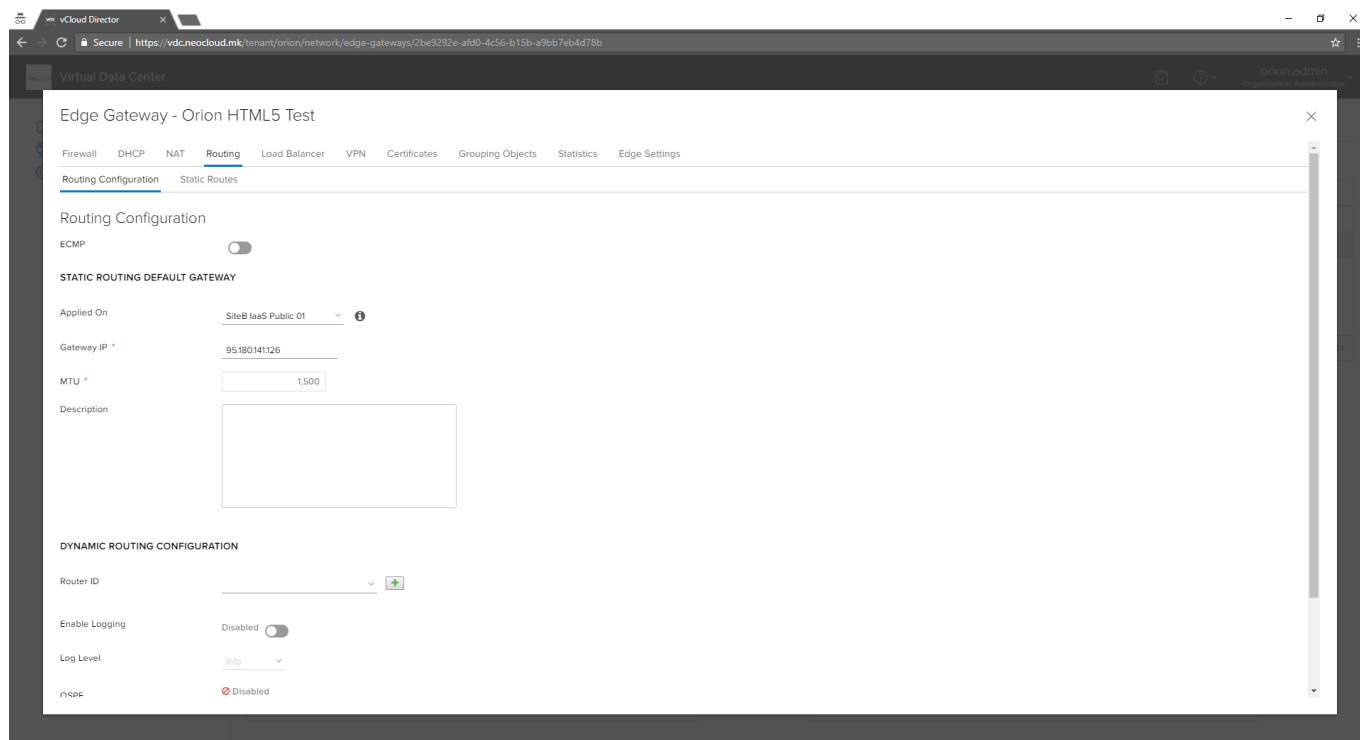 vm vCloud Director
Secure | https://vdc.neocloud.mk/tenant/orion/network/edge-gateways/2be9292e-afd0-4c56-b15b-a9bb7eb4d78b
Virtual Data Center
orion.admin
Organization Administrator
Edge Gateway - Orion HTML5 Test
Firewall DHCP NAT Routing Load Balancer VPN Certificates Grouping Objects Statistics Edge Settings
Routing Configuration Static Routes
Routing Configuration
ECMP
STATIC ROUTING DEFAULT GATEWAY
Applied On SiteB IaaS Public 01
Gateway IP * 95.180.141.126
MTU * 1,500
Description
DYNAMIC ROUTING CONFIGURATION
Router ID
Enable Logging Disabled
Log Level Info
OSPF Disabled